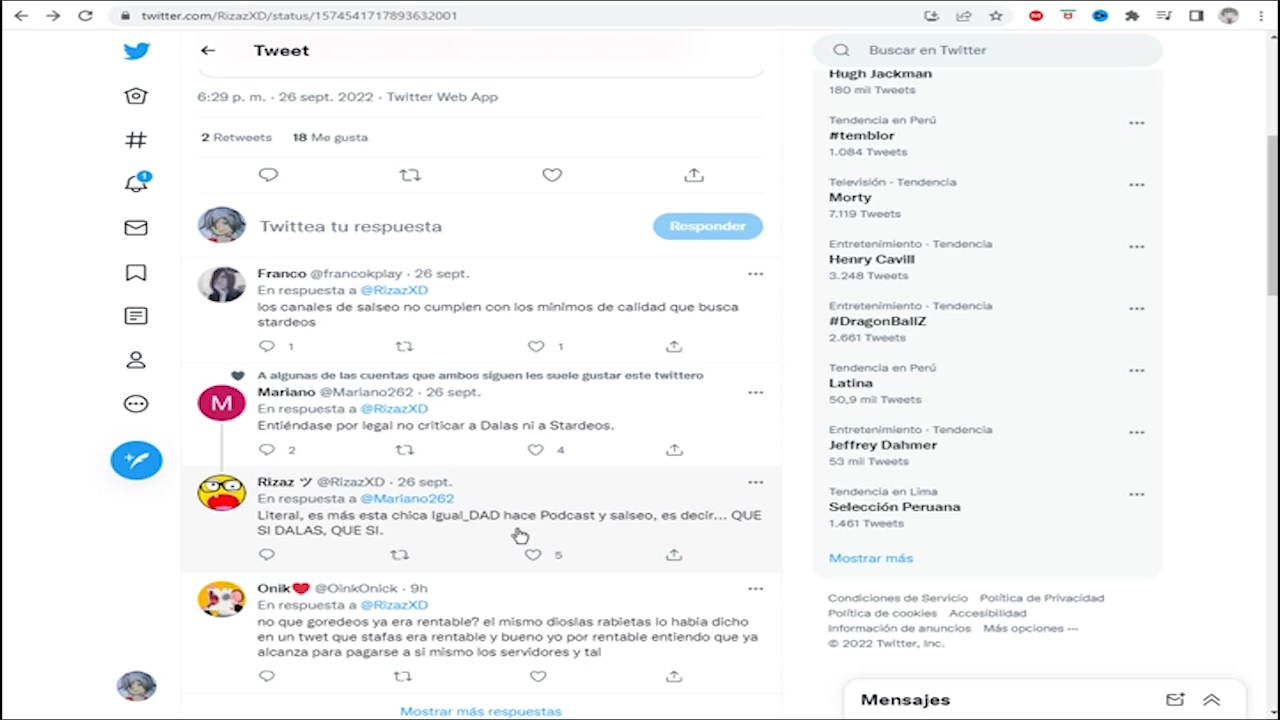 twitter.com/RizazXD/status/1574541717893632001
Tweet
6:29 p. m. · 26 sept. 2022 · Twitter Web App
2 Retweets 18 Me gusta
Twittea tu respuesta
Responder
Franco @francokplay · 26 sept.
En respuesta a @RizazXD
los canales de salseo no cumplen con los minimos de calidad que busca
stardeos
1 1
A algunas de las cuentas que ambos siguen les suele gustar este twittero
M
Mariano @Mariano262 · 26 sept.
En respuesta a @RizazXD
Entiéndase por legal no criticar a Dalas ni a Stardeos.
2 4
Rizaz ツ @RizazXD · 26 sept.
En respuesta a @Mariano262
Literal, es más esta chica Igual_DAD hace Podcast y salseo, es decir... QUE
SI DALAS, QUE SI.
5
Onik❤️ @OinkOnick · 9h
En respuesta a @RizazXD
no que goredeos ya era rentable? el mismo dioslas rabietas lo habia dicho
en un twet que stafas era rentable y bueno yo por rentable entiendo que ya
alcanza para pagarse a si mismo los servidores y tal
Mostrar más respuestas
1
Buscar en Twitter
Hugh Jackman
180 mil Tweets
Tendencia en Perú
#temblor
1.084 Tweets
Televisión · Tendencia
Morty
7.119 Tweets
Entretenimiento · Tendencia
Henry Cavill
3.248 Tweets
Entretenimiento · Tendencia
#DragonBallZ
2.661 Tweets
Tendencia en Perú
Latina
50,9 mil Tweets
Entretenimiento · Tendencia
Jeffrey Dahmer
53 mil Tweets
Tendencia en Lima
Selección Peruana
1.461 Tweets
Mostrar más
Condiciones de Servicio Política de Privacidad
Política de cookies Accesibilidad
Información de anuncios Más opciones ···
© 2022 Twitter, Inc.
Mensajes